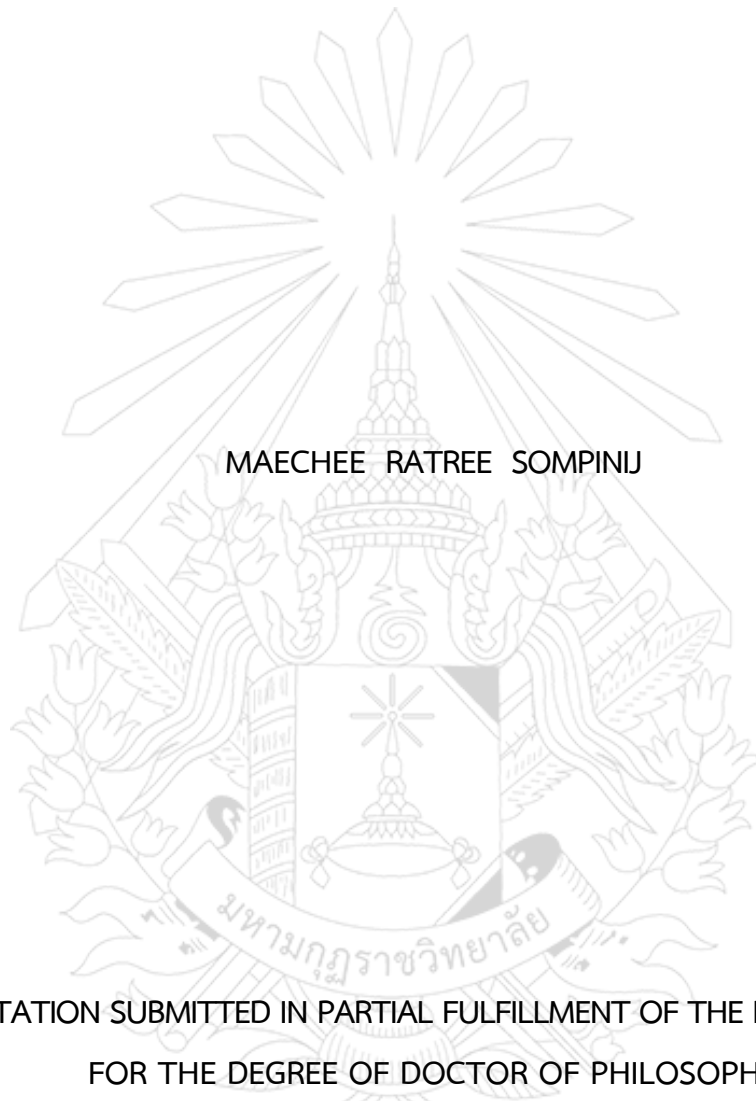 MAECHEE RATREE SOMPINIJ
มหามกุฏราชวิทยาลัย
TATION SUBMITTED IN PARTIAL FULFILLMENT OF THE
FOR THE DEGREE OF DOCTOR OF PHILOSOPH